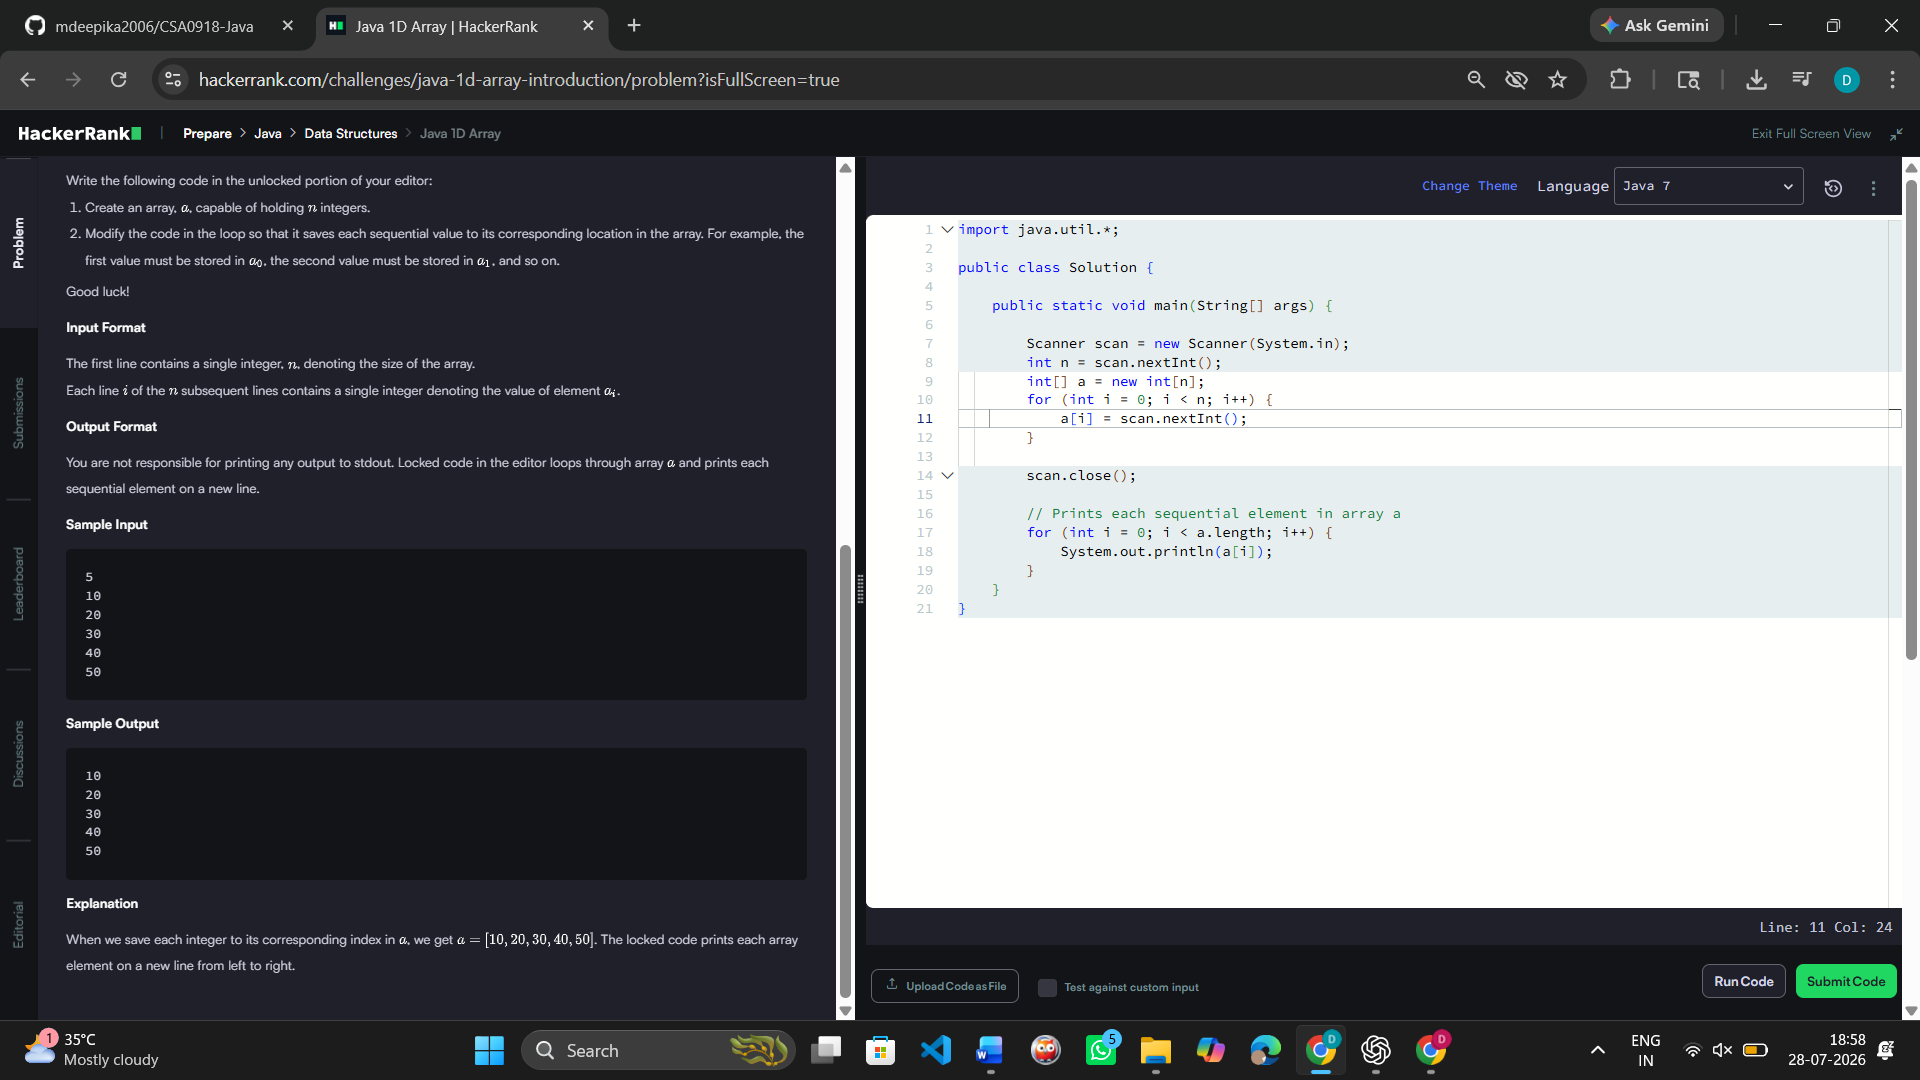 mdeepika2006/CSA0918-Java
Java 1D Array | HackerRank
Ask Gemini
hackerrank.com/challenges/java-1d-array-introduction/problem?isFullScreen=true
D
HackerRank
Prepare > Java > Data Structures > Java 1D Array
Exit Full Screen View
Problem
Submissions
Leaderboard
Discussions
Editorial
Write the following code in the unlocked portion of your editor:
1. Create an array, a, capable of holding n integers.
2. Modify the code in the loop so that it saves each sequential value to its corresponding location in the array. For example, the
first value must be stored in a0, the second value must be stored in a1, and so on.
Good luck!
Input Format
The first line contains a single integer, n, denoting the size of the array.
Each line i of the n subsequent lines contains a single integer denoting the value of element ai.
Output Format
You are not responsible for printing any output to stdout. Locked code in the editor loops through array a and prints each
sequential element on a new line.
Sample Input
5
10
20
30
40
50
Sample Output
10
20
30
40
50
Explanation
When we save each integer to its corresponding index in a, we get a = [10, 20, 30, 40, 50]. The locked code prints each array
element on a new line from left to right.
Change Theme
Language
Java 7
1 import java.util.*;
2
3 public class Solution {
4
5 public static void main(String[] args) {
6
7 Scanner scan = new Scanner(System.in);
8 int n = scan.nextInt();
9 int[] a = new int[n];
10 for (int i = 0; i < n; i++) {
11 a[i] = scan.nextInt();
12 }
13
14 scan.close();
15
16 // Prints each sequential element in array a
17 for (int i = 0; i < a.length; i++) {
18 System.out.println(a[i]);
19 }
20 }
21 }
Line: 11 Col: 24
Upload Code as File
Test against custom input
Run Code
Submit Code
1
35°C
Mostly cloudy
Search
W
5
D
D
ENG
IN
18:58
28-07-2026